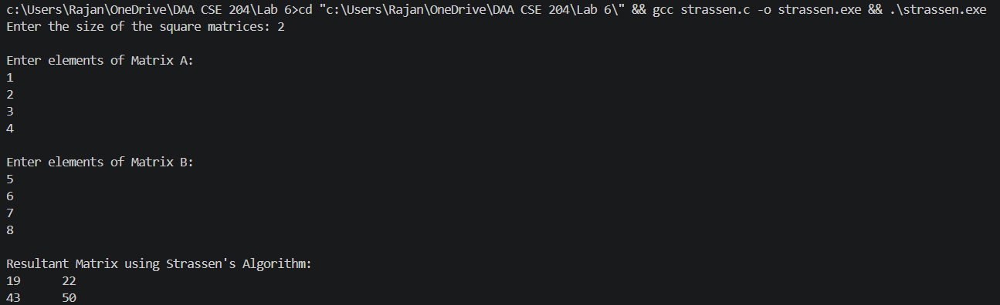 c:\Users\Rajan\OneDrive\DAA CSE 204\Lab 6>cd "c:\Users\Rajan\OneDrive\DAA CSE 204\Lab 6\" && gcc strassen.c -o strassen.exe && .\strassen.exe
Enter the size of the square matrices: 2
Enter elements of Matrix A:
1
2
3
4
Enter elements of Matrix B:
5
6
7
8
Resultant Matrix using Strassen's Algorithm:
19      22
43      50